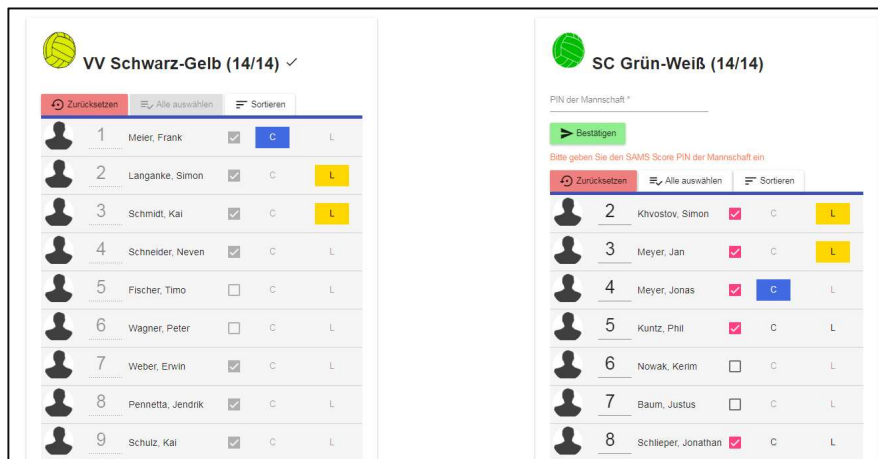 VV Schwarz-Gelb (14/14)
Zurücksetzen Alle auswählen Sortieren
1 Meier, Frank C L
2 Langanke, Simon C L
3 Schmidt, Kai C L
4 Schneider, Neven C L
5 Fischer, Timo C L
6 Wagner, Peter C L
7 Weber, Erwin C L
8 Pennetta, Jendrik C L
9 Schulz, Kai C L
SC Grün-Weiß (14/14)
PIN der Mannschaft *
Bestätigen
Bitte geben Sie den SAMS Score PIN der Mannschaft ein
Zurücksetzen Alle auswählen Sortieren
2 Khvostov, Simon C L
3 Meyer, Jan C L
4 Meyer, Jonas C L
5 Kuntz, Phil C L
6 Nowak, Kerim C L
7 Baum, Justus C L
8 Schlieper, Jonathan C L